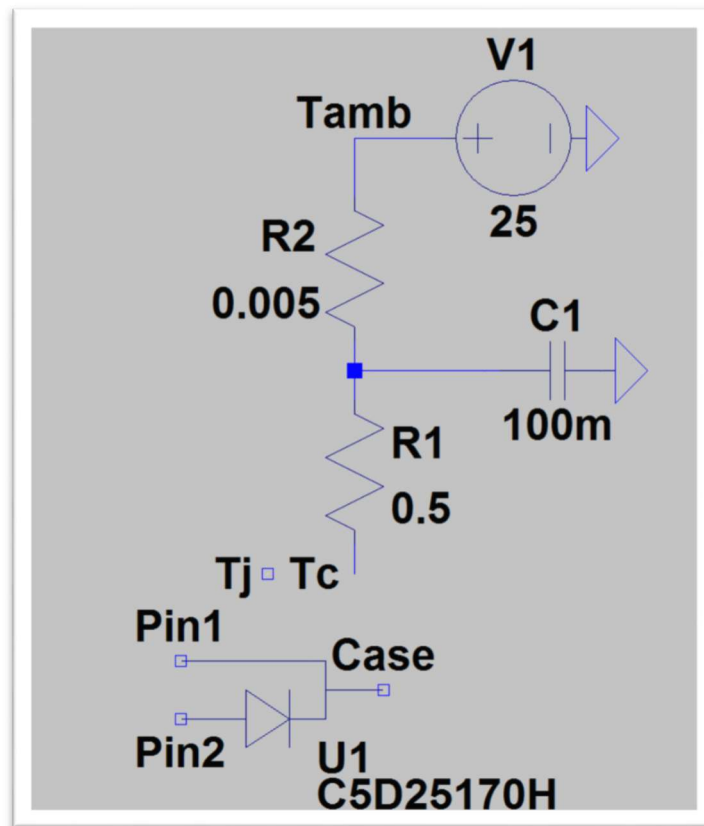 V1
Tamb
R2
25
0.005
C1
100m
R1
0.5
Tj Tc
Pin1
Case
Pin2
U1
C5D25170H